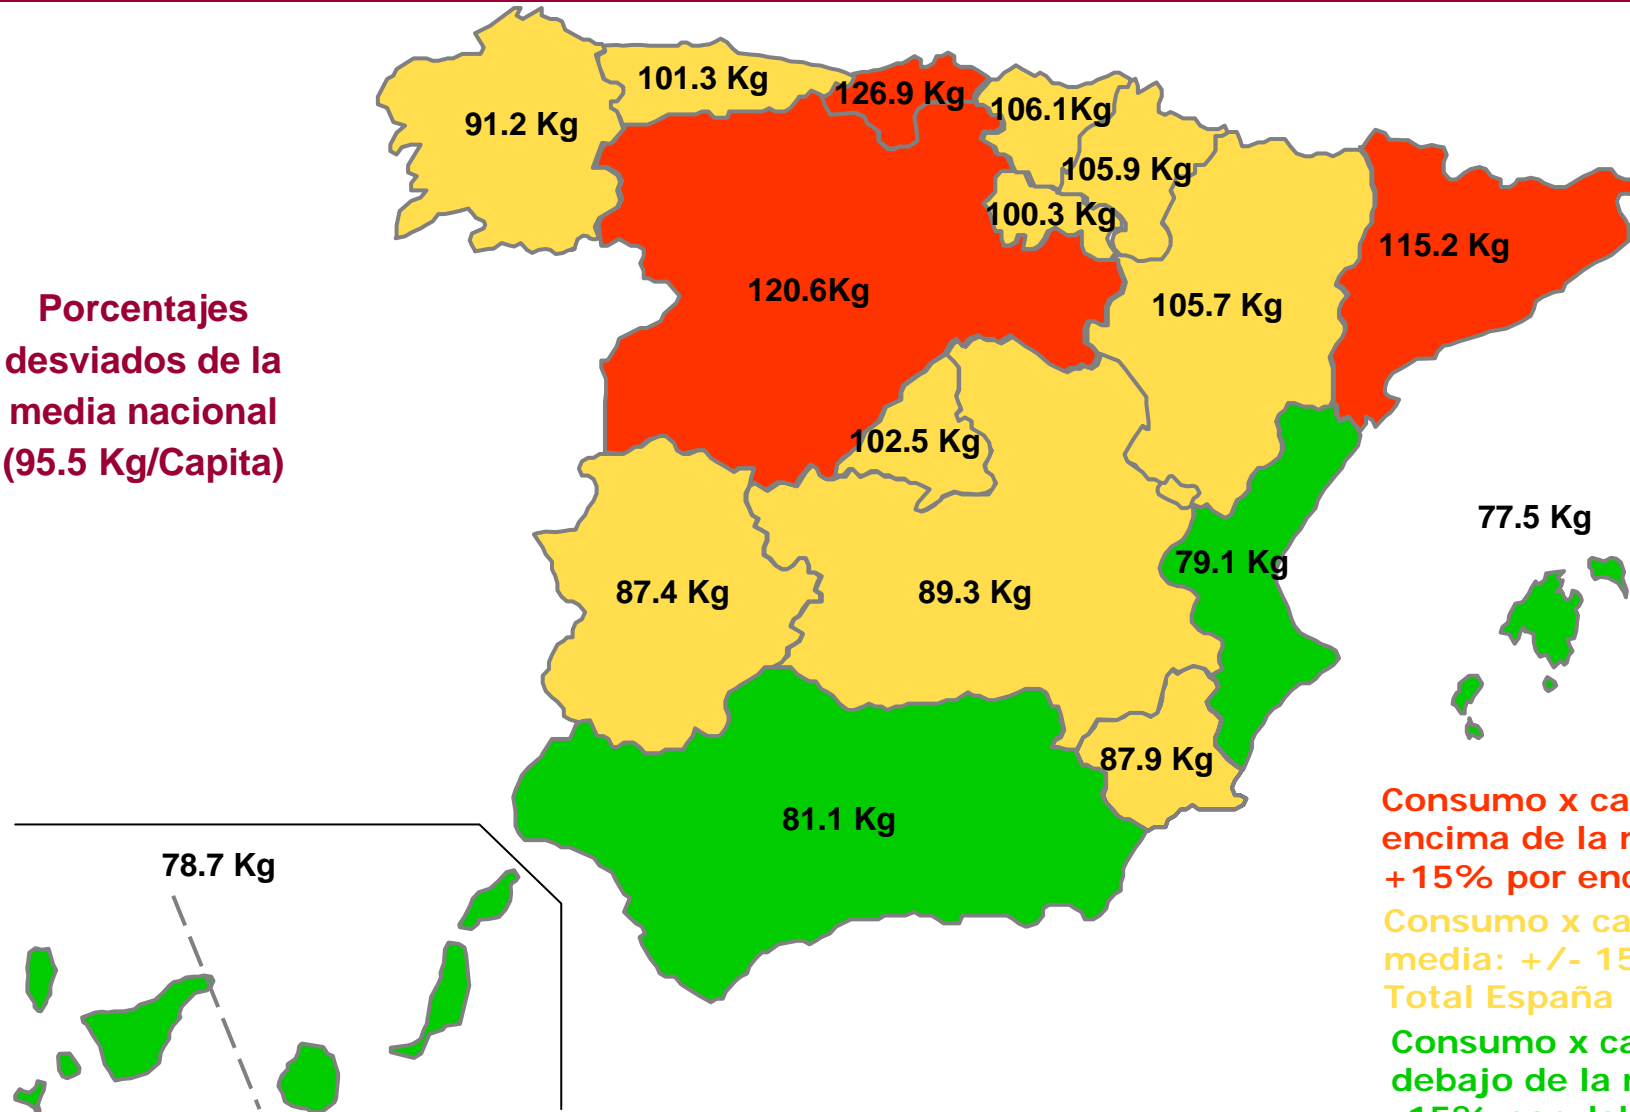 101.3 Kg
126.9 Kg
106.1Kg
91.2 Kg
105.9 Kg
100.3 Kg
115.2 Kg
120.6Kg
105.7 Kg
Porcentajes
desviados de la
media nacional
(95.5 Kg/Capita)
102.5 Kg
77.5 Kg
79.1 Kg
87.4 Kg
89.3 Kg
87.9 Kg
81.1 Kg
78.7 Kg
Consumo x ca
encima de la
+15% por enc
Consumo x ca
media: +/- 15
Total España
Consumo x ca
debajo de la